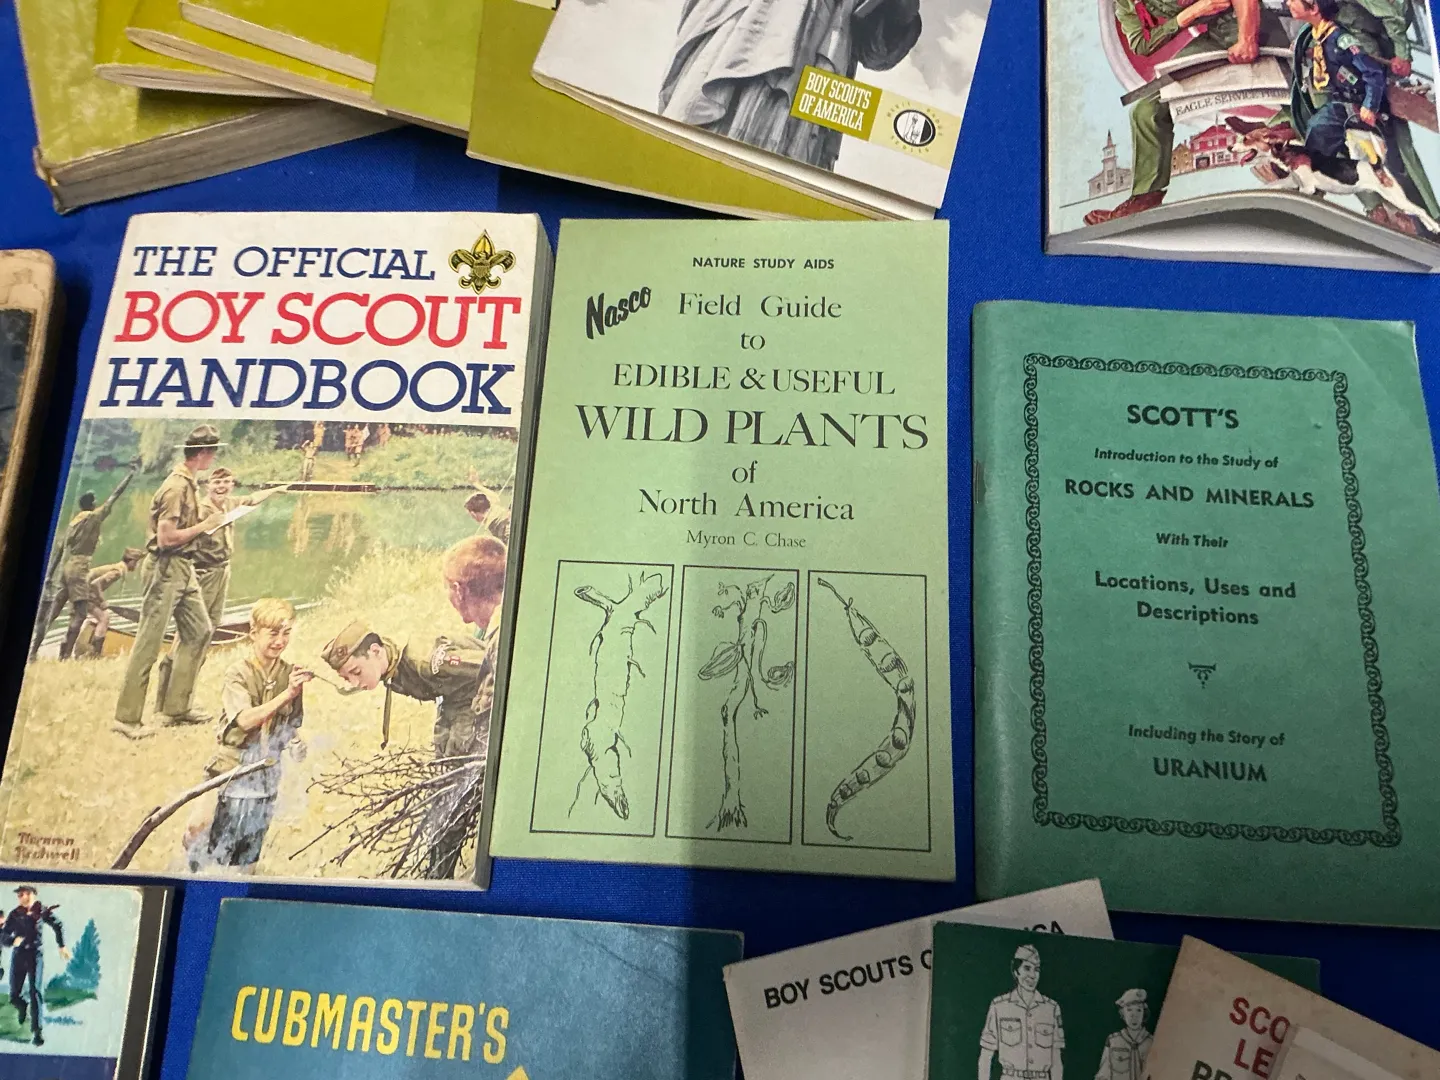 BOY SCOUTS
OF AMERICA
EAGLE SERVICE
THE OFFICIAL
BOY SCOUT
HANDBOOK
Norman
Rockwell
NATURE STUDY AIDS
Nasco
Field Guide
to
EDIBLE & USEFUL
WILD PLANTS
of
North America
Myron C. Chase
SCOTT'S
Introduction to the Study of
ROCKS AND MINERALS
With Their
Locations, Uses and
Descriptions
Including the Story of
URANIUM
CUBMASTER'S
BOY SCOUTS